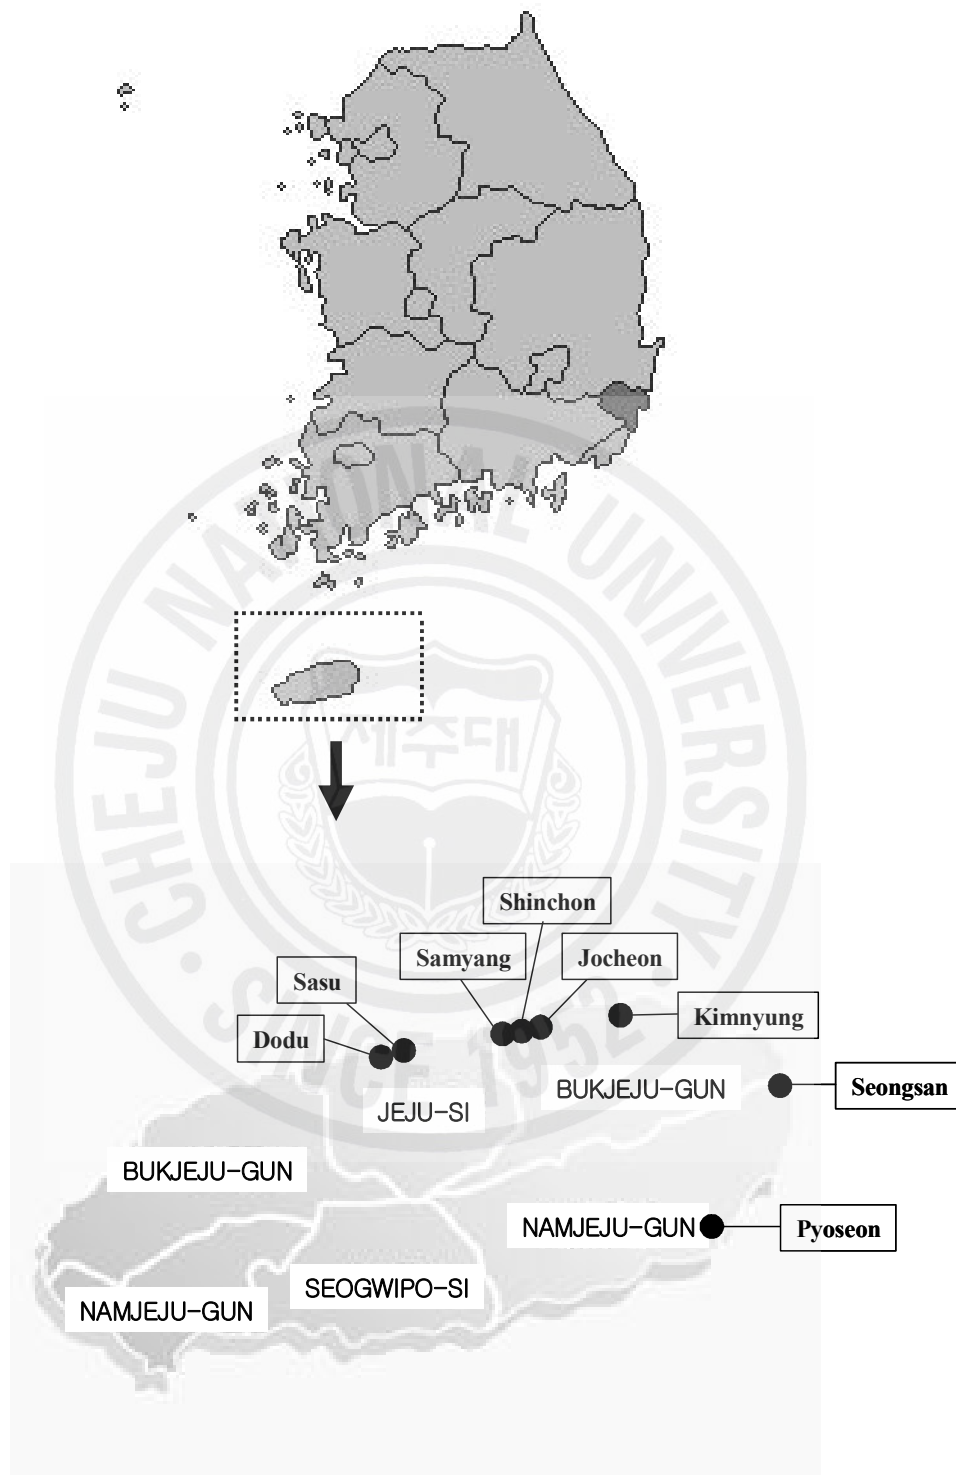 CHEJU NATIONAL UNIVERSITY
제주대
SINCE 1952
Shinchon
Samyang
Jocheon
Sasu
Kimnyung
Dodu
Seongsan
BUKJEJU-GUN
JEJU-SI
BUKJEJU-GUN
NAMJEJU-GUN
Pyoseon
SEOGWIPO-SI
NAMJEJU-GUN